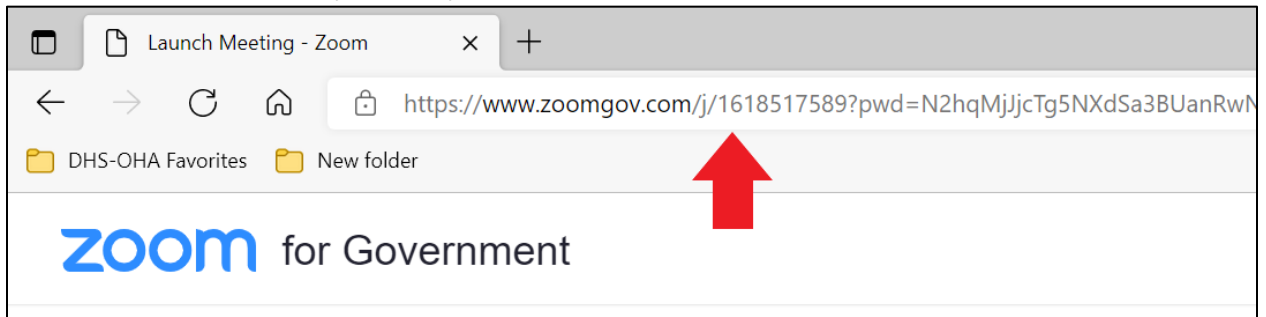 Launch Meeting - Zoom
https://www.zoomgov.com/j/1618517589?pwd=N2hqMjJjcTg5NXdSa3BUanRwN
DHS-OHA Favorites New folder
zoom for Government